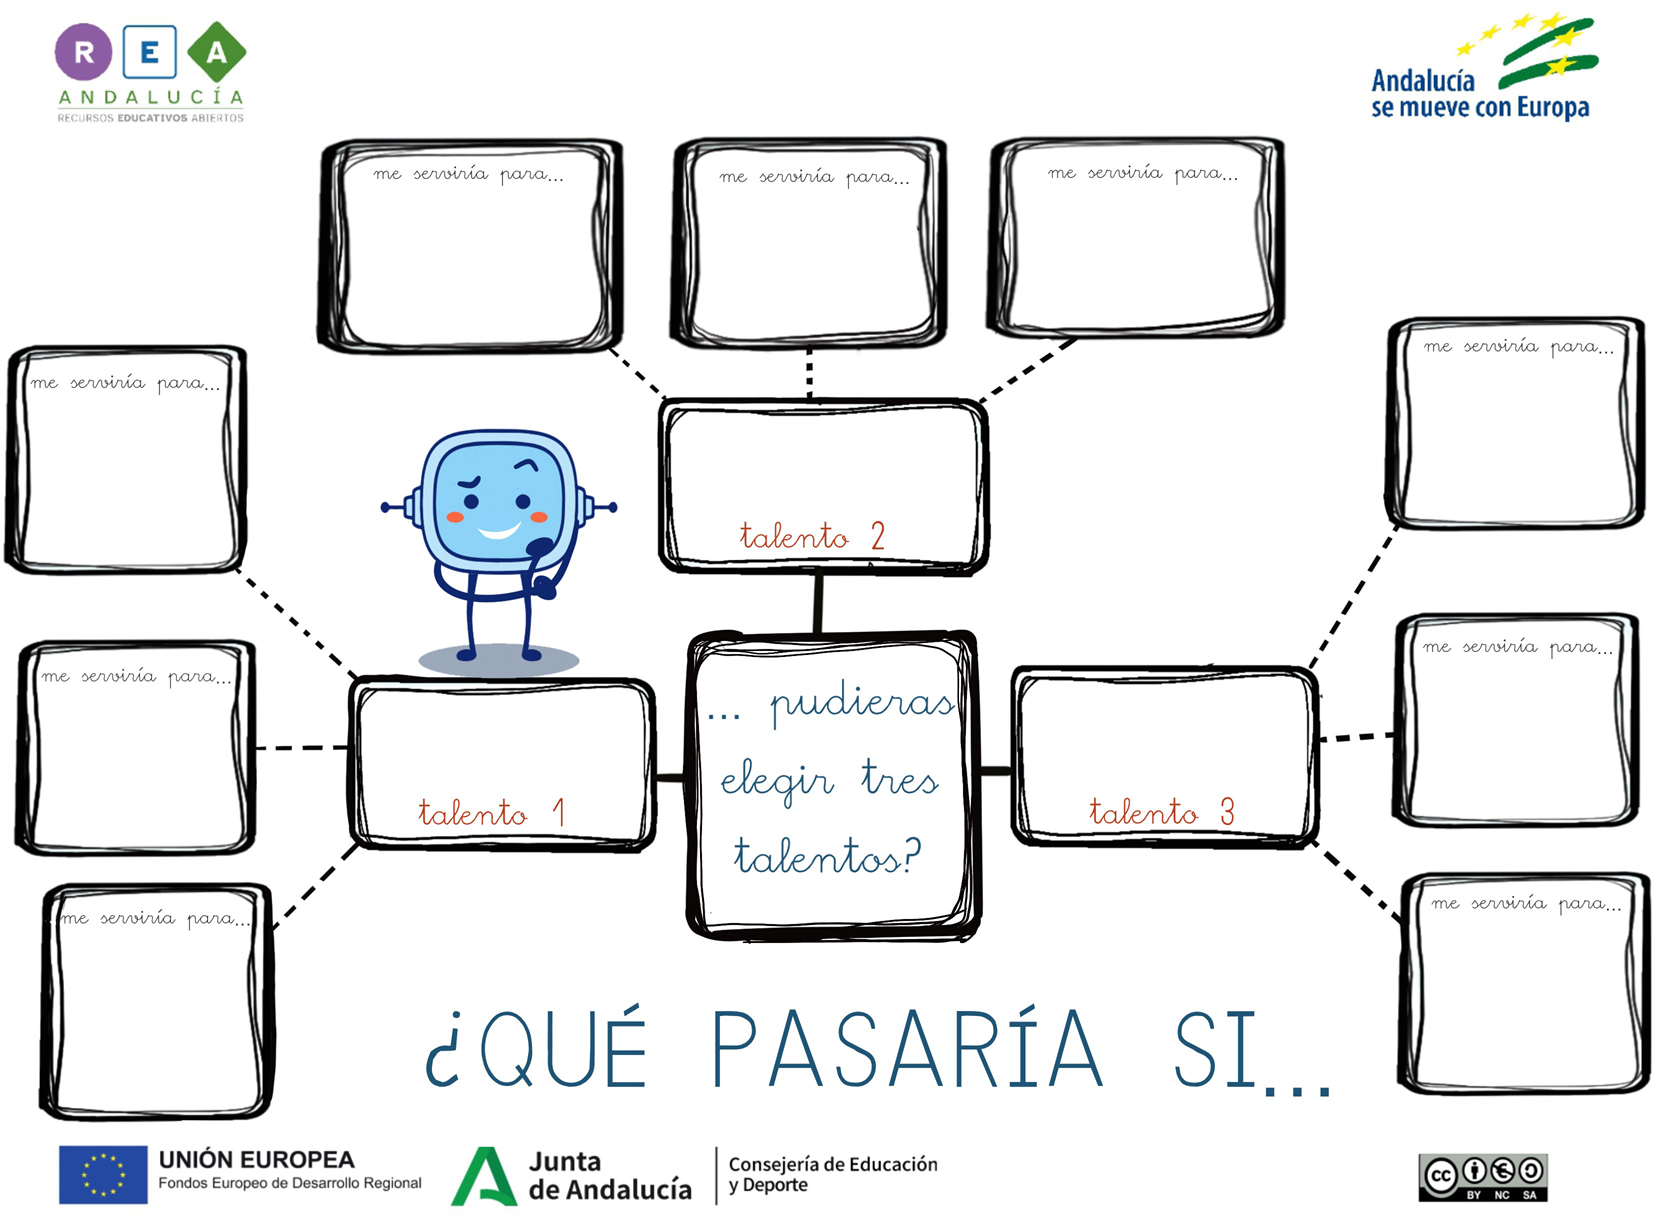 R E A
ANDALUCÍA
RECURSOS EDUCATIVOS ABIERTOS
Andalucía
se mueve con Europa
me serviría para...
me serviría para...
me serviría para...
me serviría para...
me serviría para...
talento 2
me serviría para...
me serviría para...
talento 1
... pudieras
elegir tres
talentos?
talento 3
me serviría para...
me serviría para...
¿QUÉ PASARÍA SI...
UNIÓN EUROPEA
Fondos Europeo de Desarrollo Regional
Junta
de Andalucía
Consejería de Educación
y Deporte
cc
BY NC SA